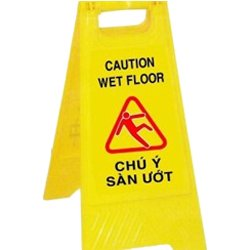 CAUTION
WET FLOOR
CHÚ Ý
SÀN ƯỚT